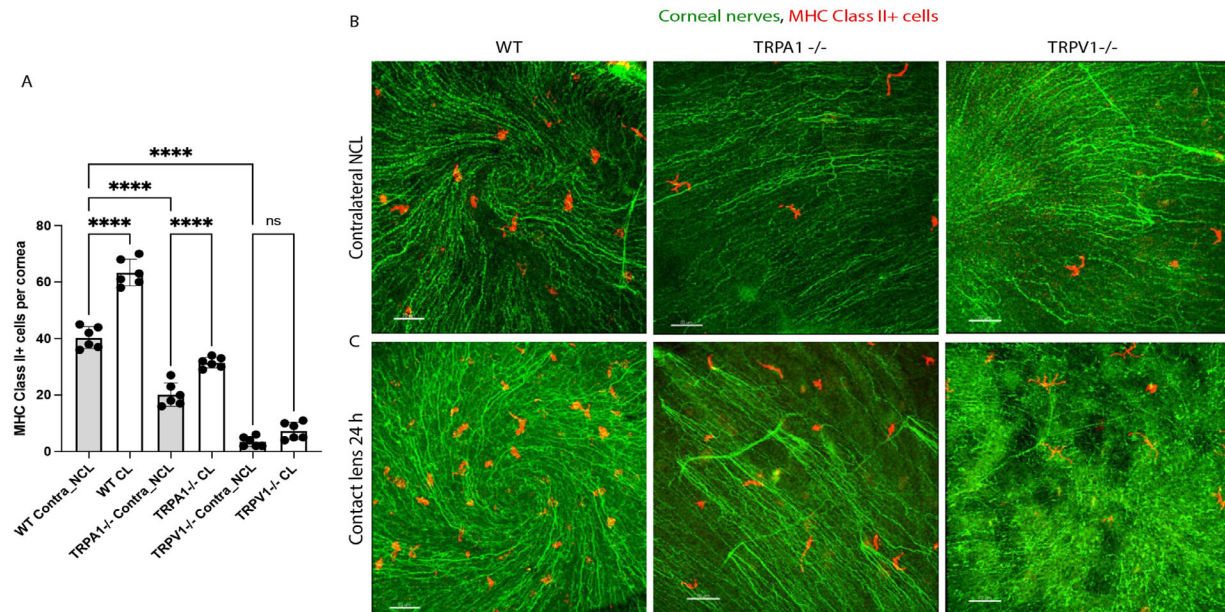 Corneal nerves, MHC Class II+ cells
B
WT
TRPA1 -/-
TRPV1-/-
A
Contralateral NCL
****
****
**** **** ns
MHC Class II+ cells per cornea
80
60
40
20
0
WT Contra_NCL
WT CL
TRPA1-/- Contra_NCL
TRPA1-/- CL
TRPV1-/- Contra_NCL
TRPV1-/- CL
C
Contact lens 24 h